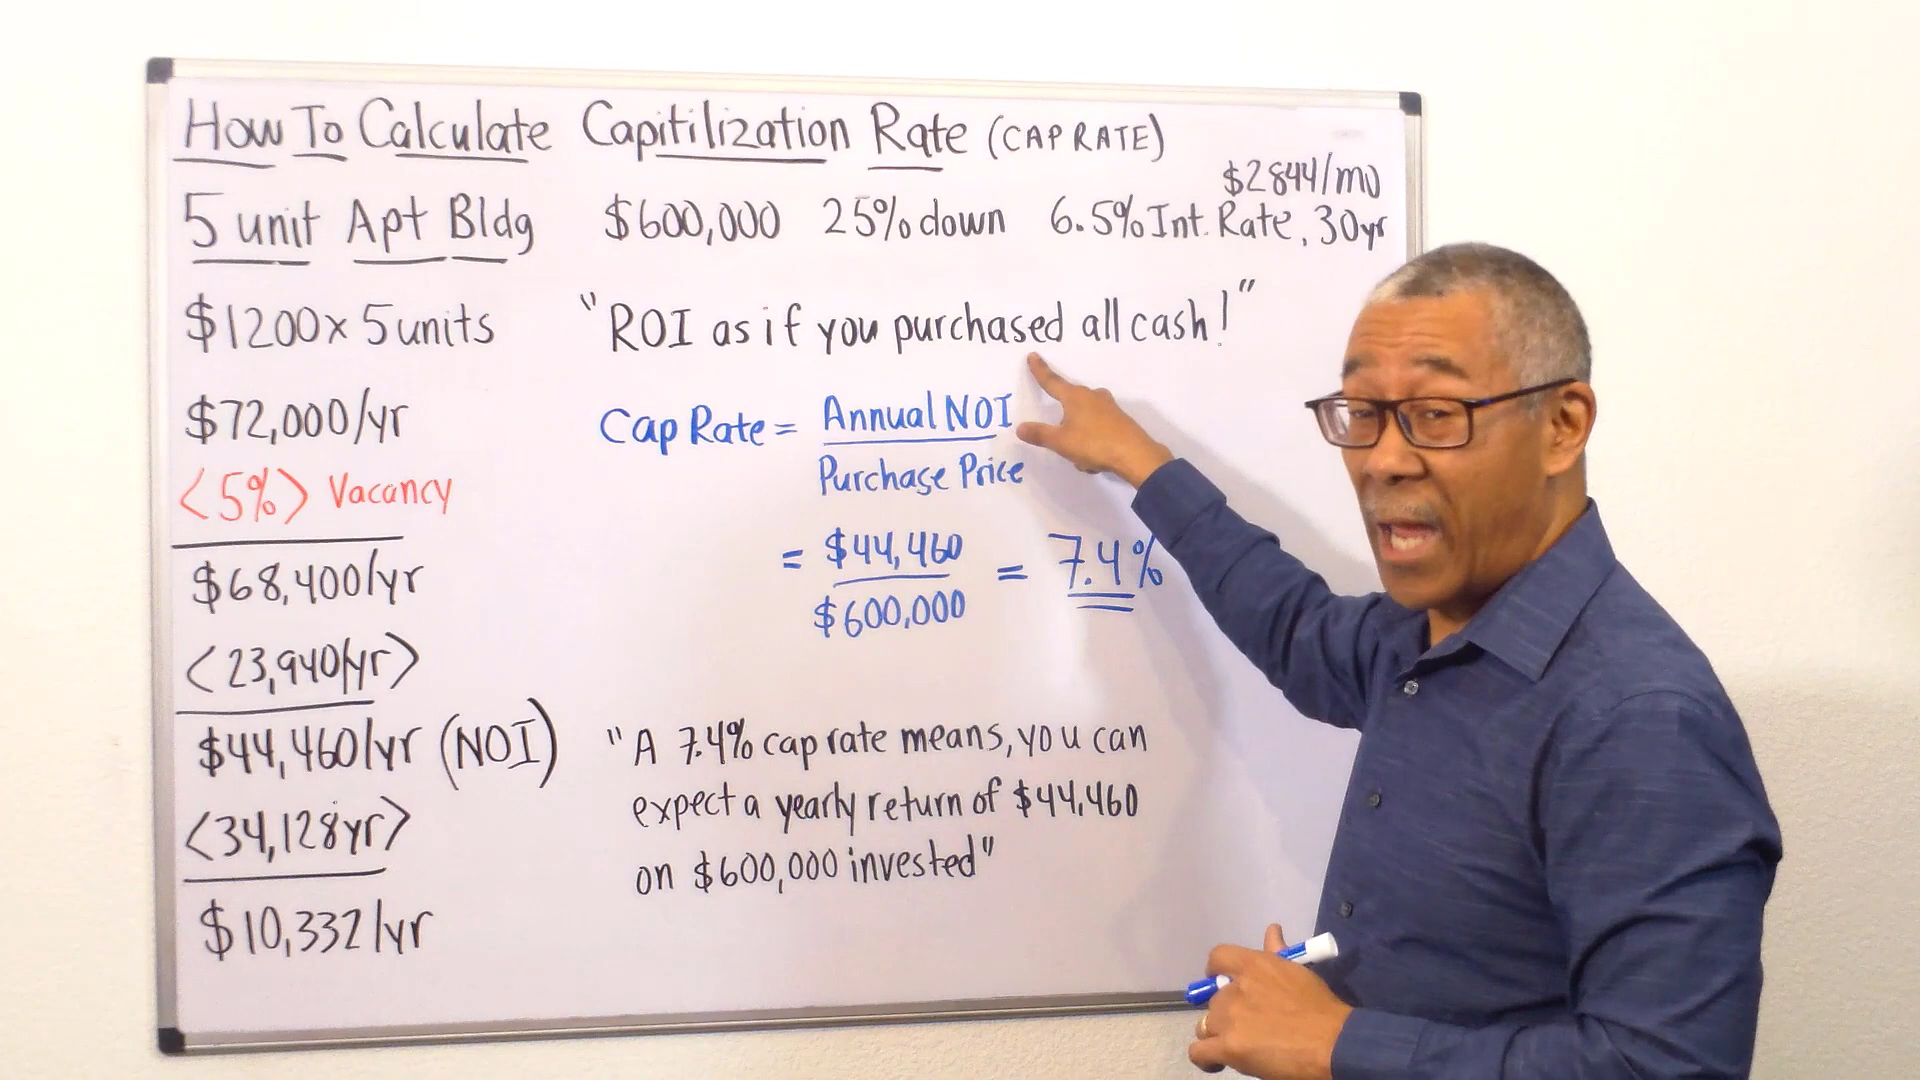 How To Calculate Capitilization Rate (CAP RATE)
$2844/mo
5 unit Apt Bldg $600,000 25% down 6.5% Int. Rate, 30yr
$1200 x 5 units
"ROI as if you purchased all cash!"
$72,000/yr
<5%> Vacancy
$68,400/yr
<23,940/yr>
$44,460/yr (NOI)
<34,128yr>
$10,332/yr
Cap Rate = Annual NOI
Purchase Price
= $44,460 = 7.4%
$600,000
"A 7.4% cap rate means, you can
expect a yearly return of $44,460
on $600,000 invested"